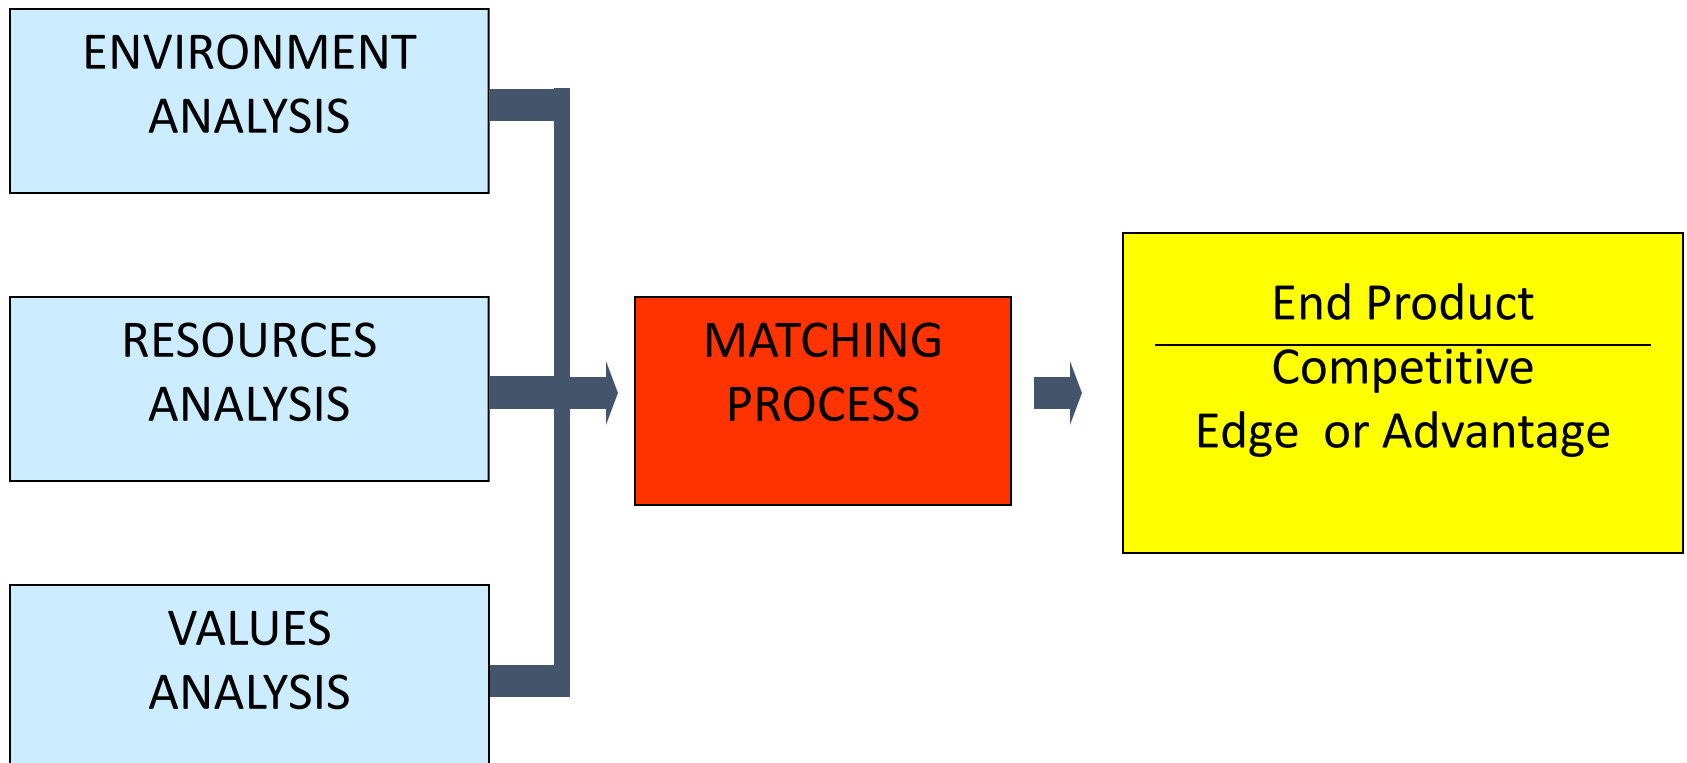 ENVIRONMENT
ANALYSIS
RESOURCES
ANALYSIS
VALUES
ANALYSIS
MATCHING
PROCESS
End Product
Competitive
Edge  or Advantage